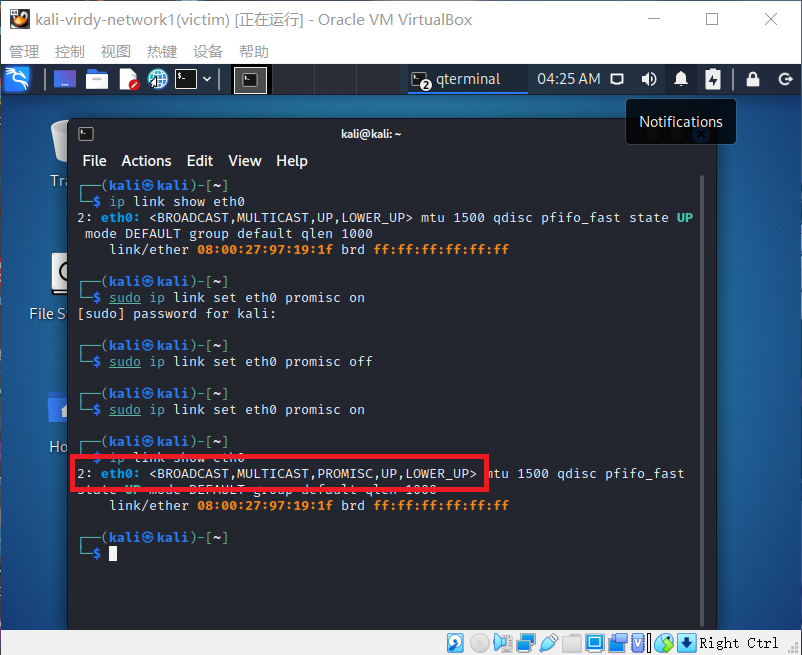 kali-virdy-network1(victim) [正在运行] - Oracle VM VirtualBox
管理 控制 视图 热键 设备 帮助
2 qterminal 04:25 AM
Notifications
kali@kali: ~
File Actions Edit View Help
Tra
File Sy
Ho
┌──(kali㉿kali)-[~]
└─$ ip link show eth0
2: eth0: <BROADCAST,MULTICAST,UP,LOWER_UP> mtu 1500 qdisc pfifo_fast state UP
mode DEFAULT group default qlen 1000
link/ether 08:00:27:97:19:1f brd ff:ff:ff:ff:ff:ff
┌──(kali㉿kali)-[~]
└─$ sudo ip link set eth0 promisc on
[sudo] password for kali:
┌──(kali㉿kali)-[~]
└─$ sudo ip link set eth0 promisc off
┌──(kali㉿kali)-[~]
└─$ sudo ip link set eth0 promisc on
┌──(kali㉿kali)-[~]
└─$ ip link show eth0
2: eth0: <BROADCAST,MULTICAST,PROMISC,UP,LOWER_UP> mtu 1500 qdisc pfifo_fast
state UP mode DEFAULT group default qlen 1000
link/ether 08:00:27:97:19:1f brd ff:ff:ff:ff:ff:ff
┌──(kali㉿kali)-[~]
└─$
Right Ctrl